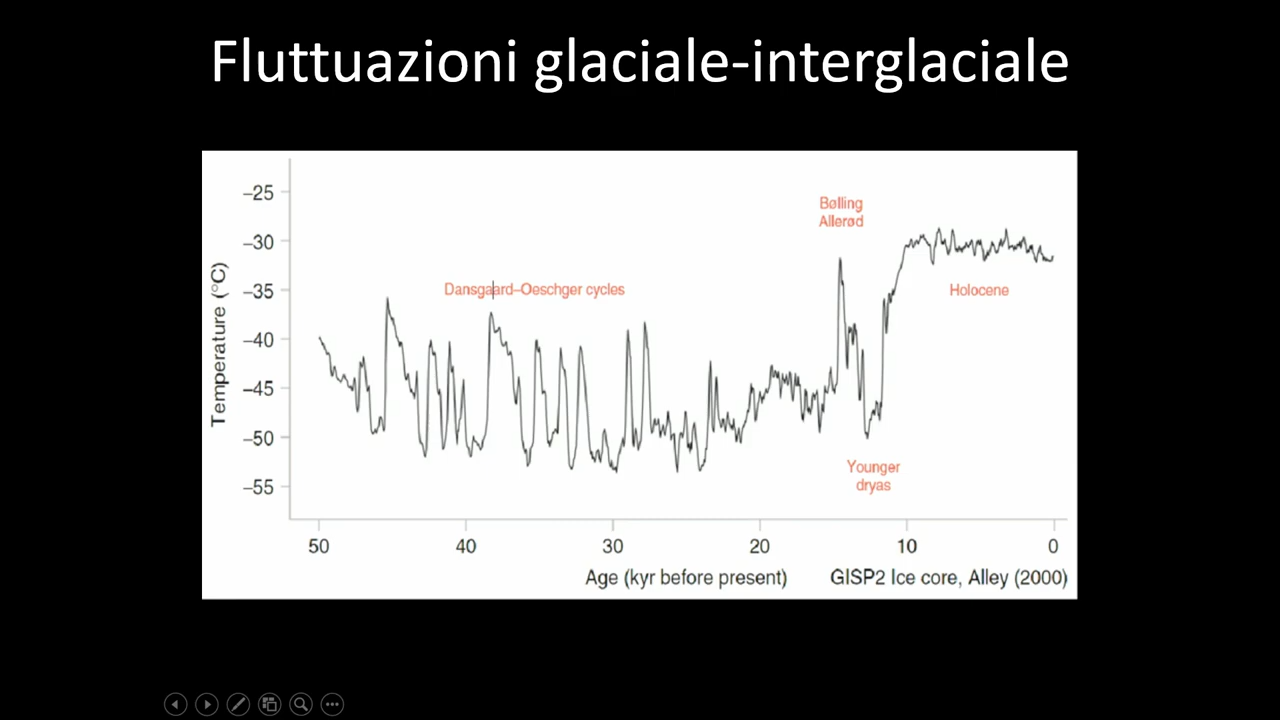 Fluttuazioni glaciale-interglaciale
−25
−30
−35
−40
−45
−50
−55
Temperature (°C)
Bølling
Allerød
Dansgaard–Oeschger cycles
Holocene
Younger
dryas
50 40 30 20 10 0
Age (kyr before present) GISP2 Ice core, Alley (2000)